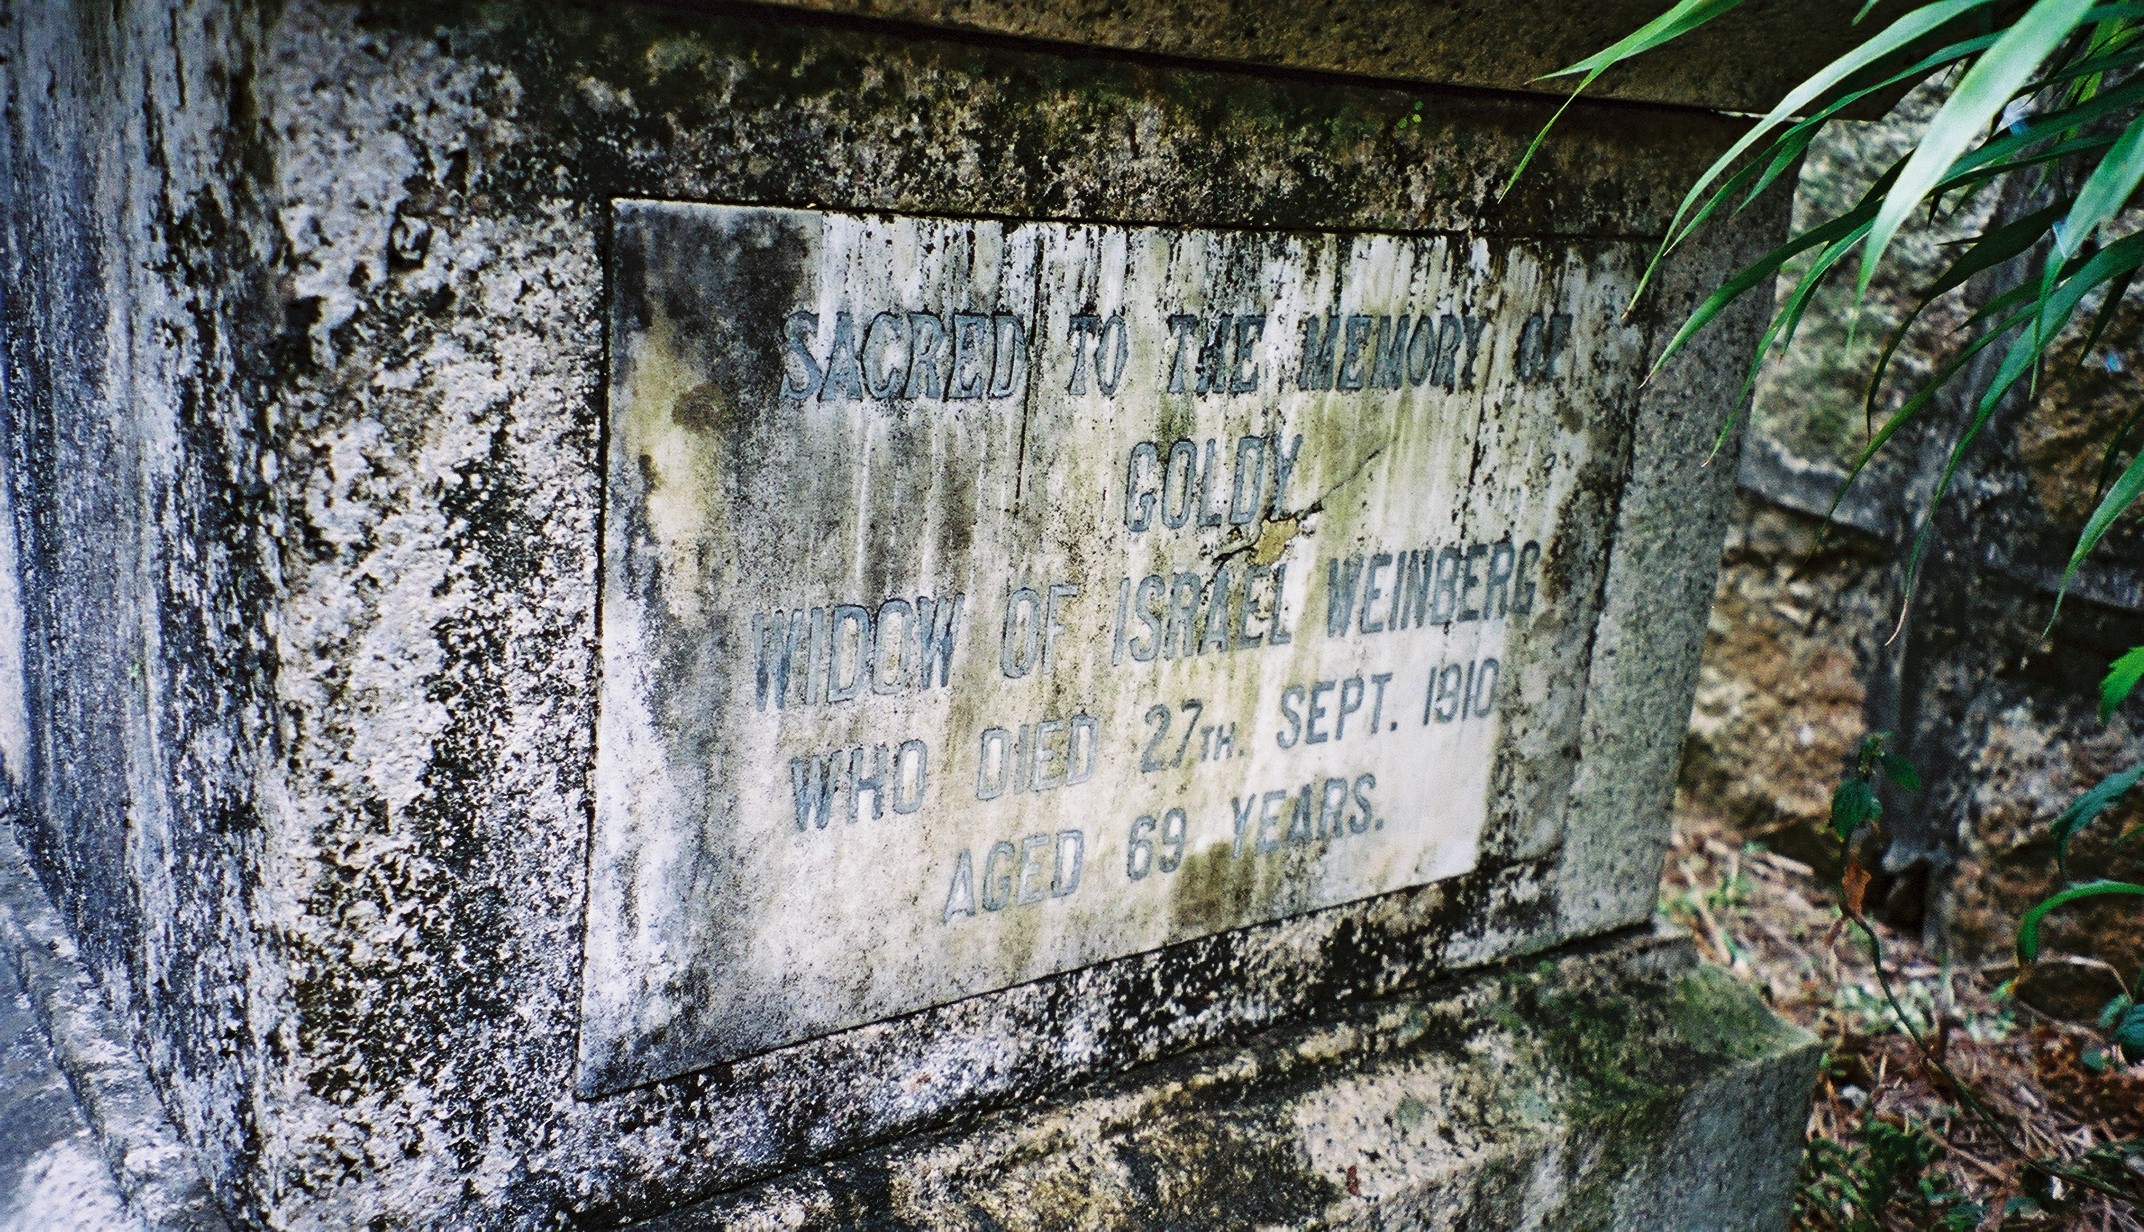 SACRED TO THE MEMORY OF
GOLDY
WIDOW OF ISRAEL WEINBERG
WHO DIED 27TH. SEPT. 1910
AGED 69 YEARS.